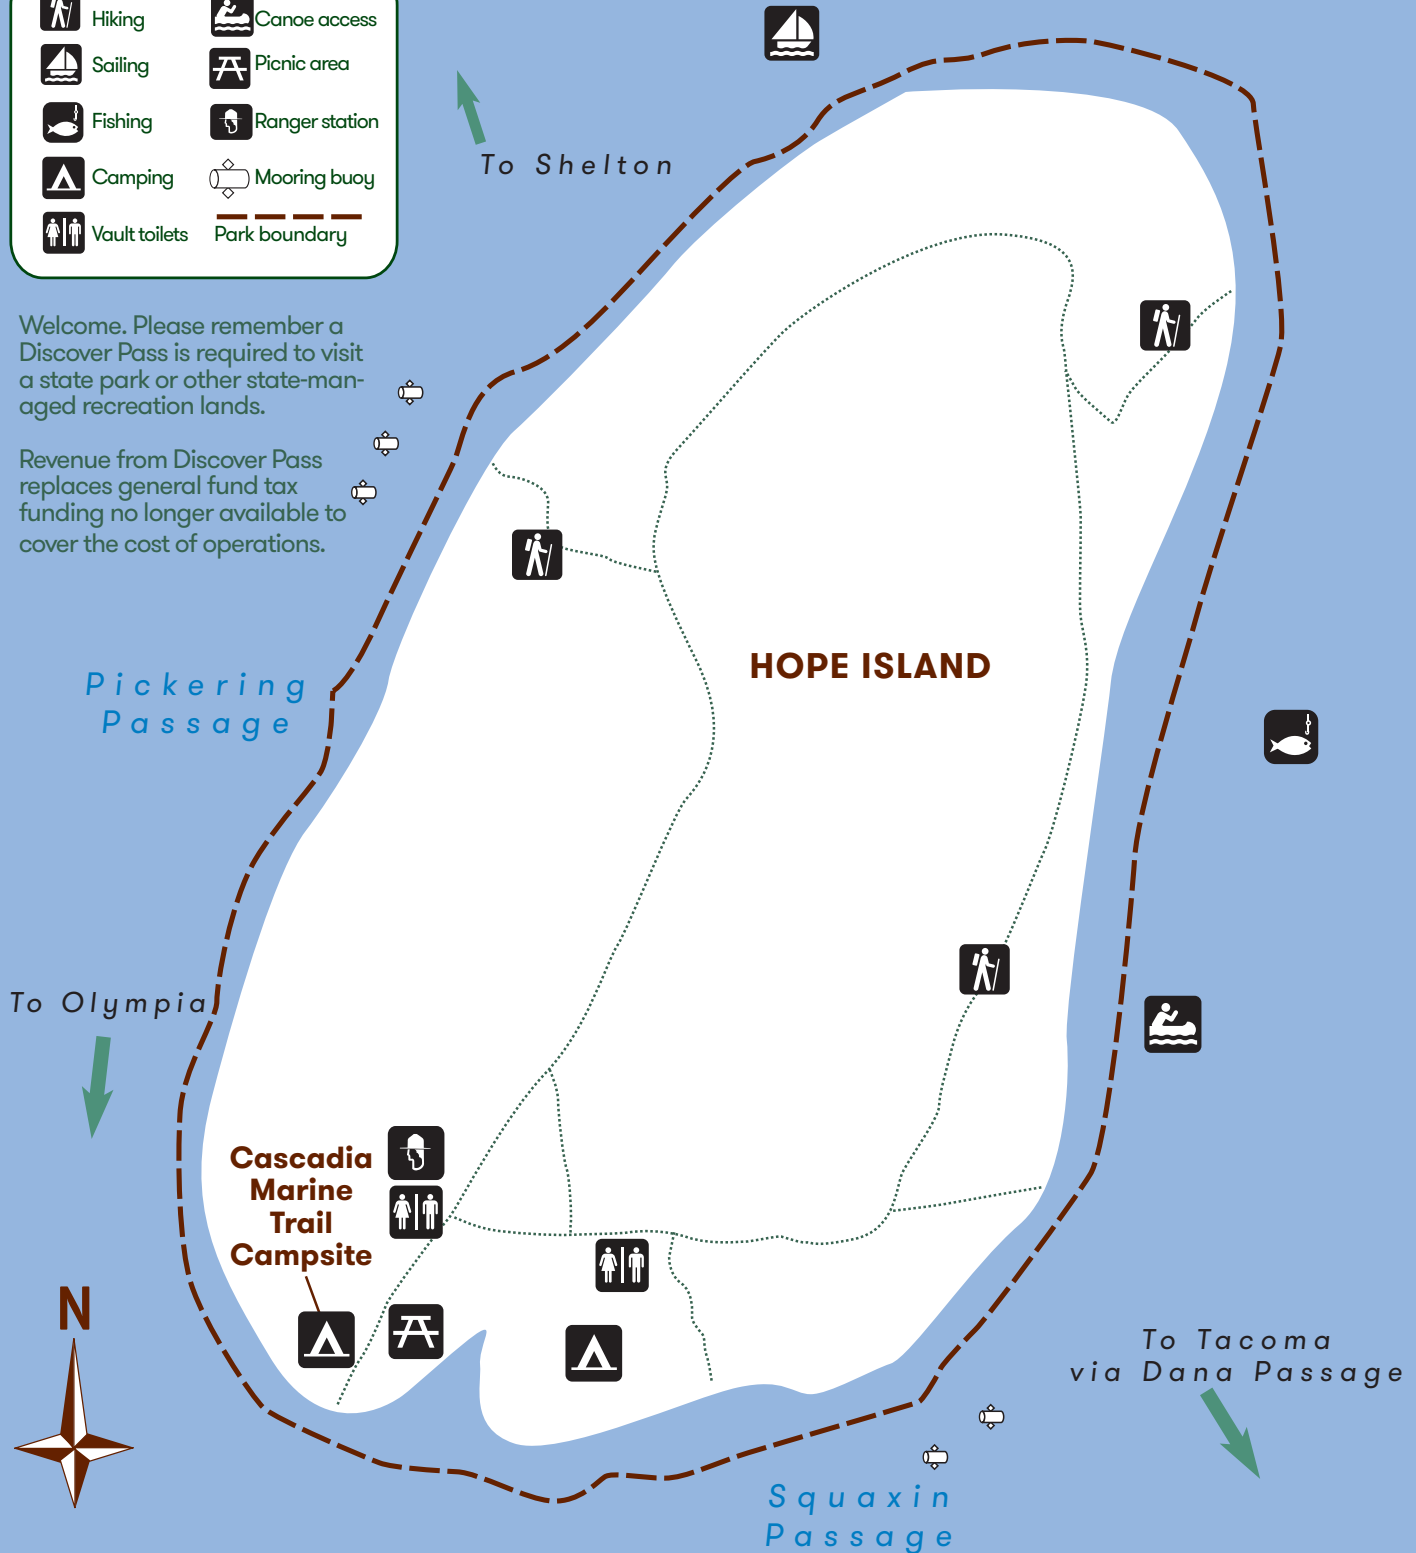 Hiking
Canoe access
Sailing
Picnic area
Fishing
Ranger station
Camping
Mooring buoy
Vault toilets
Park boundary
To Shelton
Welcome. Please remember a
Discover Pass is required to visit
a state park or other state-man-
aged recreation lands.
Revenue from Discover Pass
replaces general fund tax
funding no longer available to
cover the cost of operations.
HOPE ISLAND
Pickering
Passage
To Olympia
Cascadia
Marine
Trail
Campsite
N
To Tacoma
via Dana Passage
Squaxin
Passage